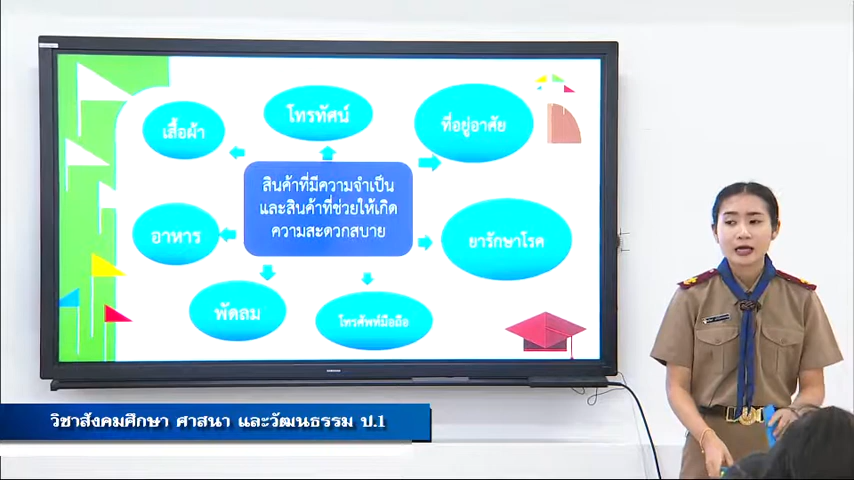 เสื้อผ้า
โทรทัศน์
ที่อยู่อาศัย
สินค้าที่มีความจำเป็น
และสินค้าที่ช่วยให้เกิด
ความสะดวกสบาย
อาหาร
ยารักษาโรค
พัดลม
โทรศัพท์มือถือ
วิชาสังคมศึกษา ศาสนา และวัฒนธรรม ป.1